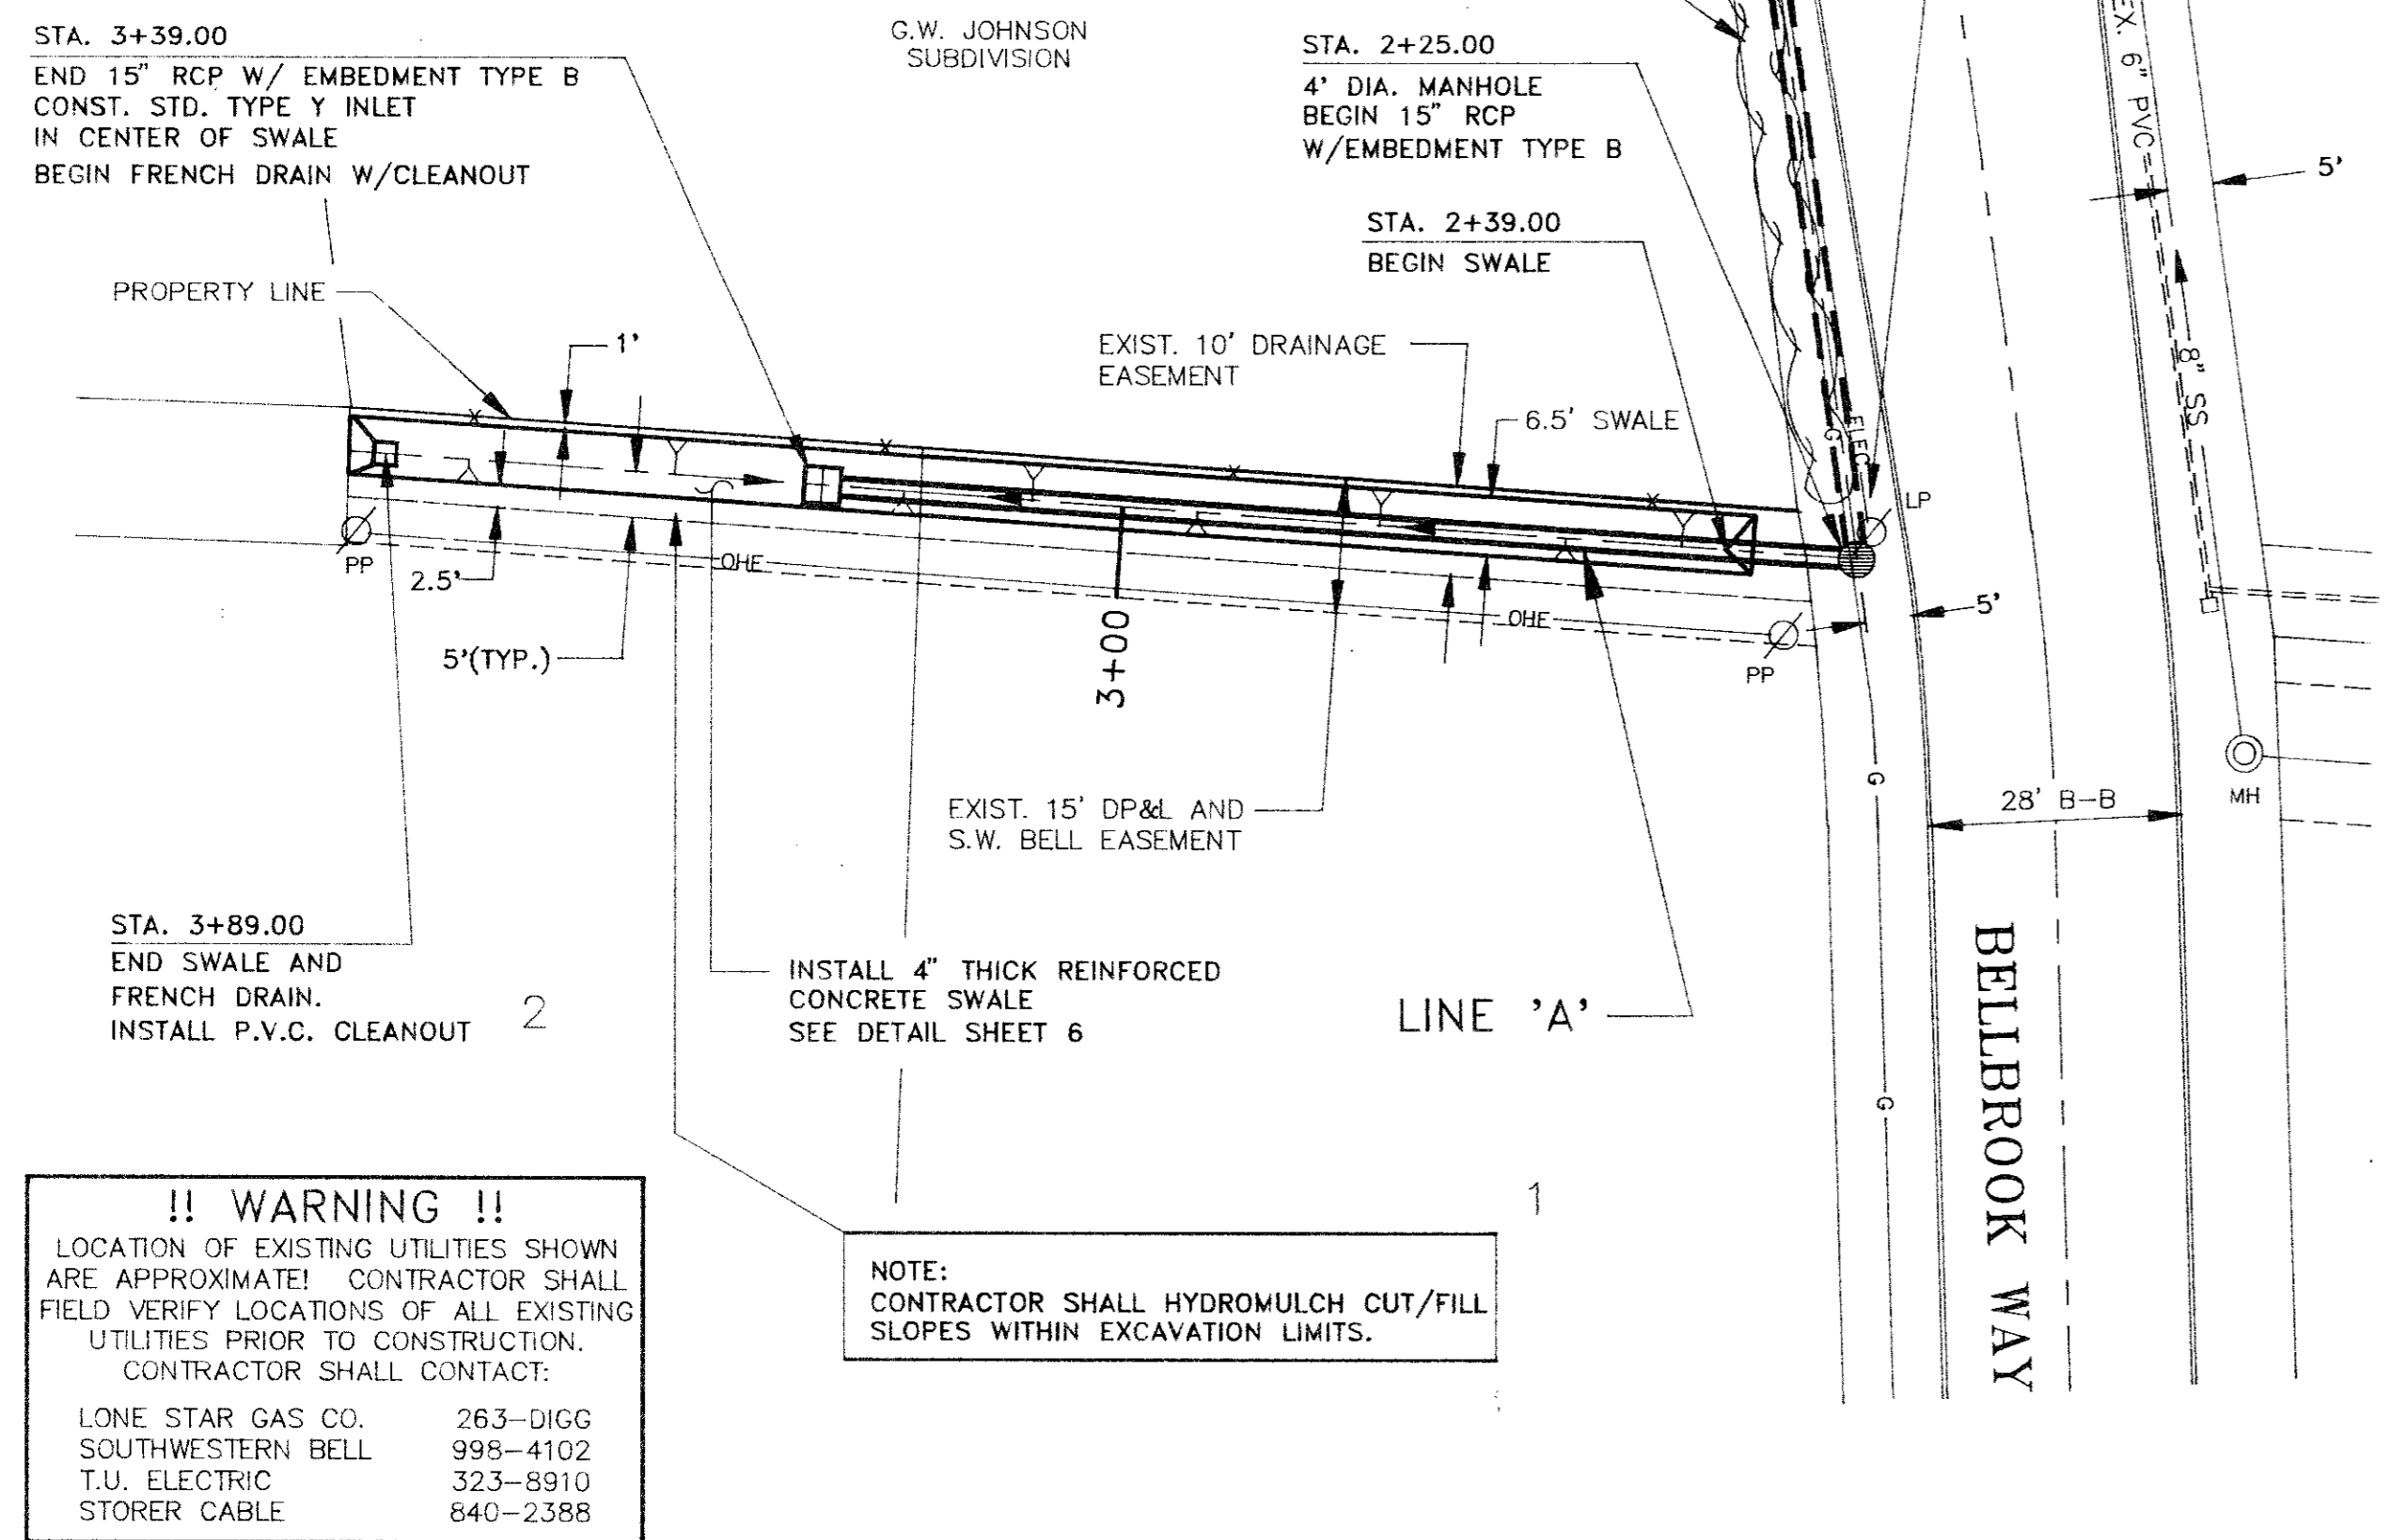 STA. 3+39.00
END 15" RCP W/ EMBEDMENT TYPE B
CONST. STD. TYPE Y INLET
IN CENTER OF SWALE
BEGIN FRENCH DRAIN W/CLEANOUT
G.W. JOHNSON
SUBDIVISION
STA. 2+25.00
4' DIA. MANHOLE
BEGIN 15" RCP
W/EMBEDMENT TYPE B
STA. 2+39.00
BEGIN SWALE
EX. 6" PVC
5'
PROPERTY LINE
1'
EXIST. 10' DRAINAGE
EASEMENT
6.5' SWALE
8" SS
ELEC
G
LP
X
X
X
X
PP
2.5'
OHE
5'(TYP.)
3+00
OHE
PP
5'
G
28' B-B
MH
EXIST. 15' DP&L AND
S.W. BELL EASEMENT
STA. 3+89.00
END SWALE AND
FRENCH DRAIN.
INSTALL P.V.C. CLEANOUT
2
INSTALL 4" THICK REINFORCED
CONCRETE SWALE
SEE DETAIL SHEET 6
LINE 'A'
G
BELLBROOK WAY
1
!! WARNING !!
LOCATION OF EXISTING UTILITIES SHOWN
ARE APPROXIMATE! CONTRACTOR SHALL
FIELD VERIFY LOCATIONS OF ALL EXISTING
UTILITIES PRIOR TO CONSTRUCTION.
CONTRACTOR SHALL CONTACT:
LONE STAR GAS CO. 263-DIGG
SOUTHWESTERN BELL 998-4102
T.U. ELECTRIC 323-8910
STORER CABLE 840-2388
NOTE:
CONTRACTOR SHALL HYDROMULCH CUT/FILL
SLOPES WITHIN EXCAVATION LIMITS.